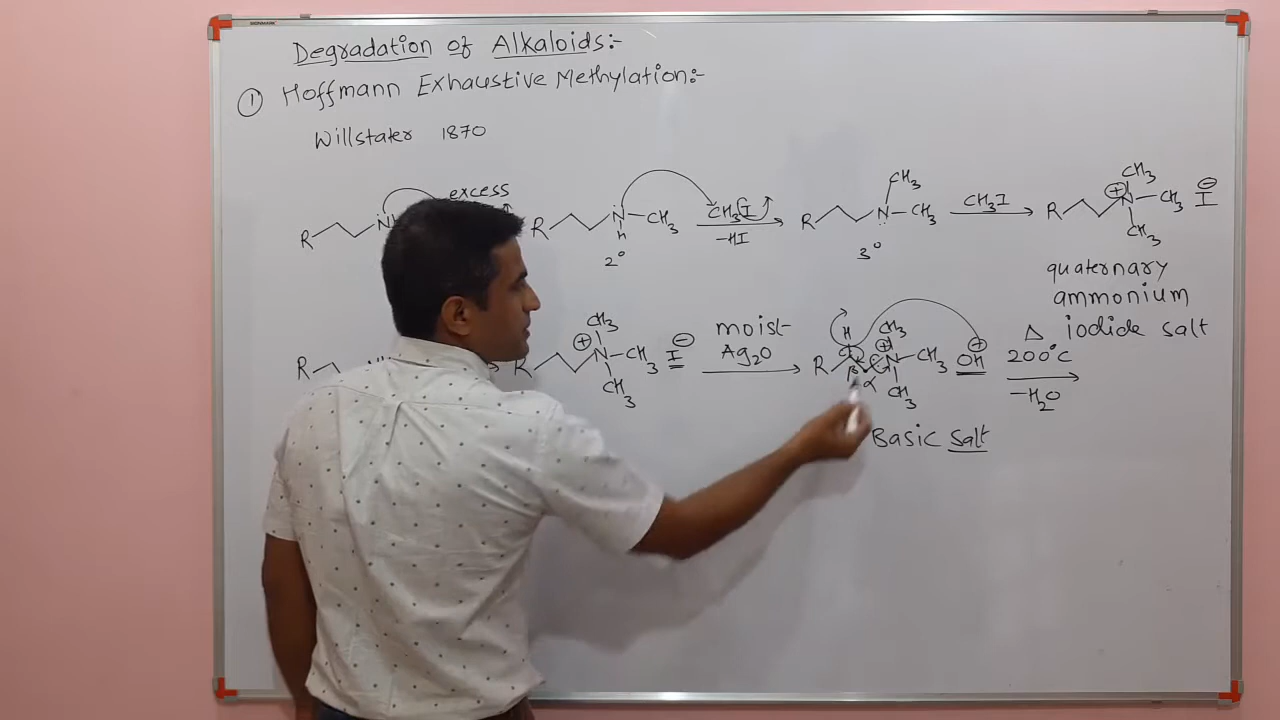 Degradation of Alkaloids:-
① Hoffmann Exhaustive Methylation:-
Willstater 1870
excess
R N R N -CH3 CH3I -HI R N -CH3 CH3 CH3I R N CH3 -CH3 CH3 ⊕ I ⊖
H
2° 3°
quaternary
ammonium
iodide salt
R R ⊕ N CH3 -CH3 CH3 I ⊖ moist Ag2O R H β α ⊕ N CH3 -CH3 CH3 ⊕ OH Δ 200°C -H2O
Basic Salt